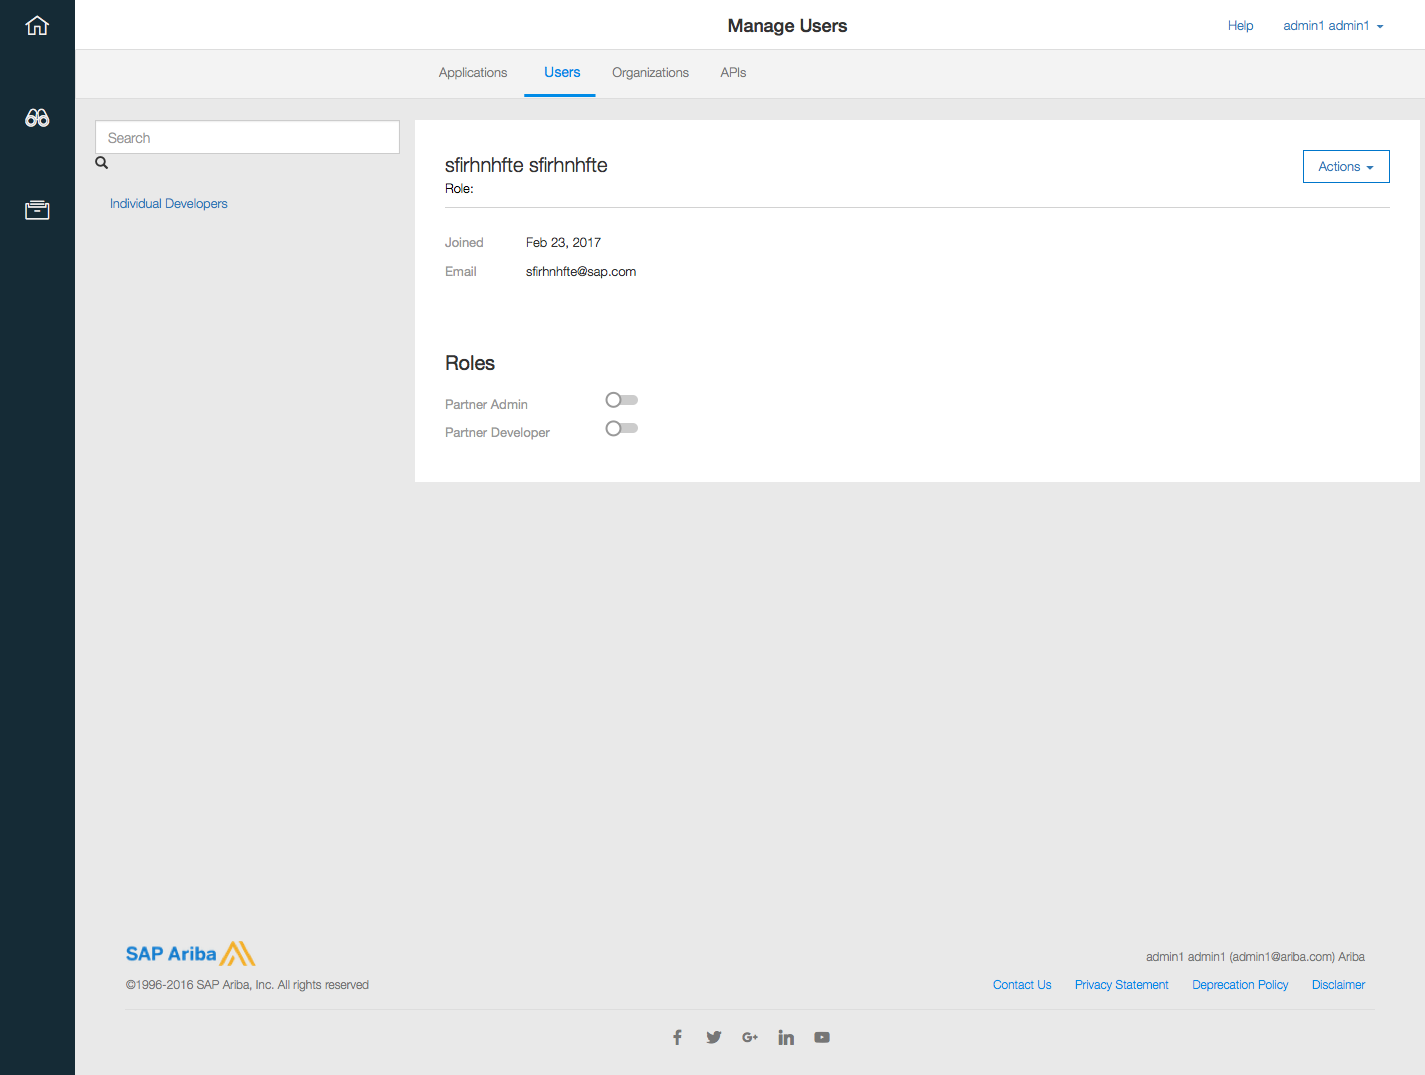 Manage Users
Help
admin1 admin1
Applications
Users
Organizations
APIs
Search
Individual Developers
sfirhnhfte sfirhnhfte
Role:
Actions
Joined Feb 23, 2017
Email sfirhnhfte@sap.com
Roles
Partner Admin
Partner Developer
SAP Ariba
©1996-2016 SAP Ariba, Inc. All rights reserved
admin1 admin1 (admin1@ariba.com) Ariba
Contact Us
Privacy Statement
Deprecation Policy
Disclaimer